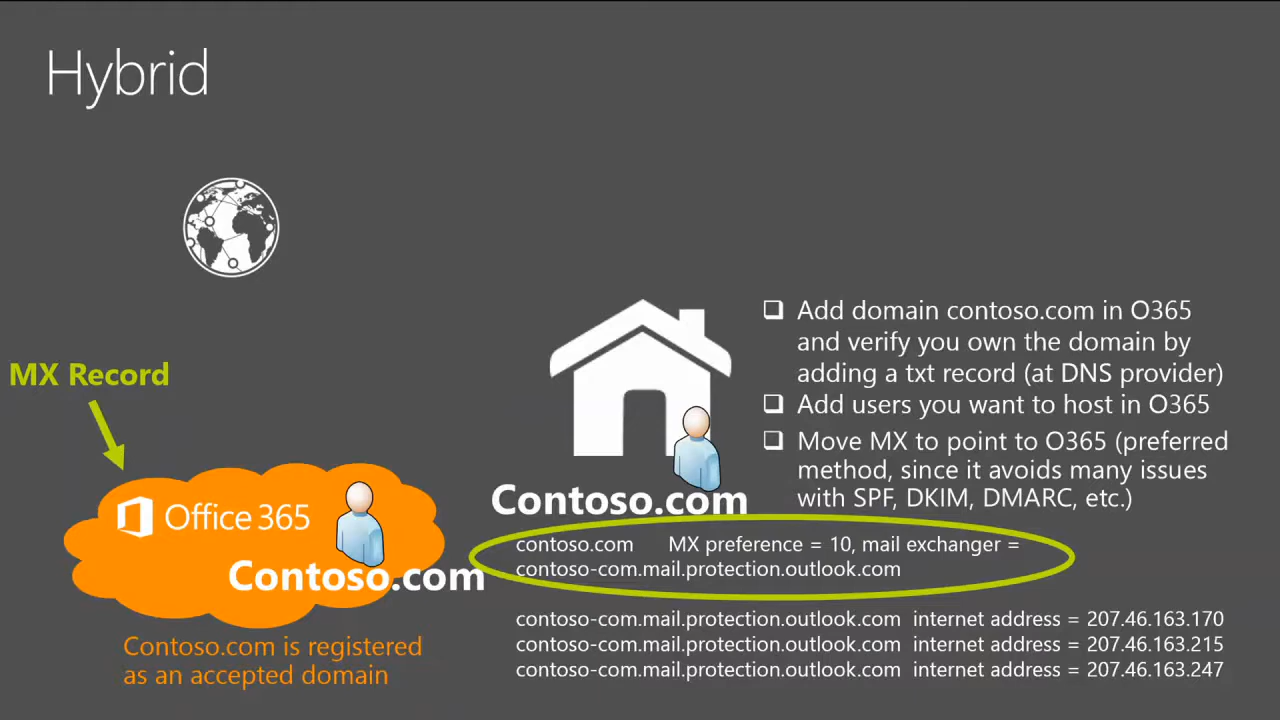 Hybrid
❑ Add domain contoso.com in O365
and verify you own the domain by
adding a txt record (at DNS provider)
❑ Add users you want to host in O365
❑ Move MX to point to O365 (preferred
method, since it avoids many issues
with SPF, DKIM, DMARC, etc.)
MX Record
Office 365
Contoso.com
Contoso.com is registered
as an accepted domain
Contoso.com
contoso.com MX preference = 10, mail exchanger =
contoso-com.mail.protection.outlook.com
contoso-com.mail.protection.outlook.com internet address = 207.46.163.170
contoso-com.mail.protection.outlook.com internet address = 207.46.163.215
contoso-com.mail.protection.outlook.com internet address = 207.46.163.247